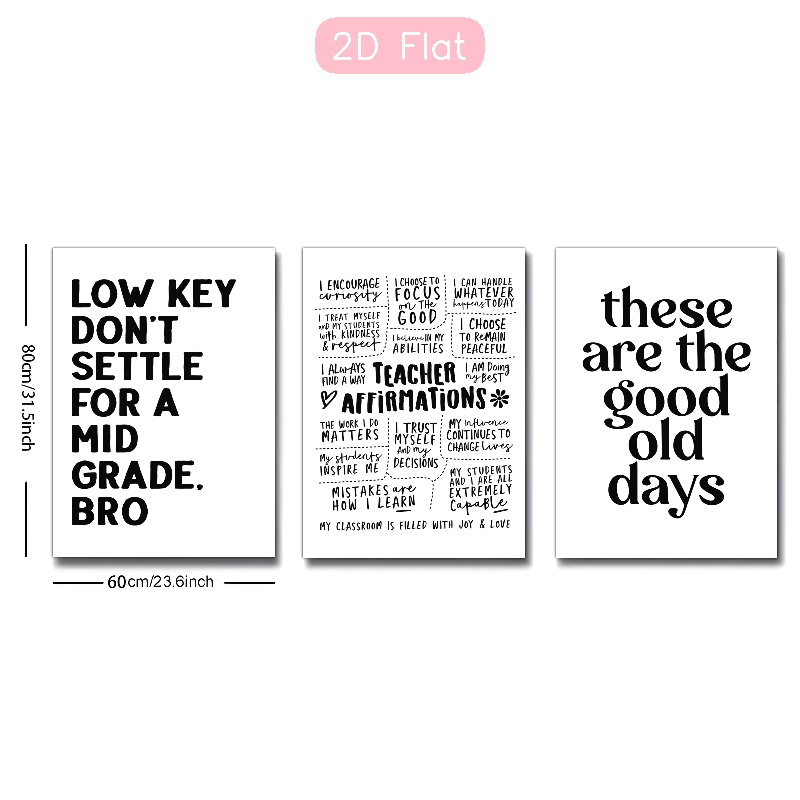 2D Flat
80cm/31.5inch
LOW KEY
DON'T
SETTLE
FOR A
MID
GRADE.
BRO
60cm/23.6inch
I ENCOURAGE
curiosity
I CHOOSE TO
FOCUS
on THE
GOOD
I CAN HANDLE
WHATEVER
happens TODAY
I TREAT MYSELF
AND MY STUDENTS
with KINDNESS
& respect
I believe IN MY
ABILITIES
I CHOOSE
TO REMAIN
PEACEFUL
I ALWAYS
FIND A WAY
TEACHER
AFFIRMATIONS
I AM Doing
my BEST
THE WORK I DO
MATTERS
I TRUST
MYSELF
AND my
DECISIONS
MY Influence
CONTINUES TO
CHANGE lives
My students
INSPIRE ME
MISTAKES are
HOW I LEARN
MY STUDENTS
AND I ARE ALL
EXTREMELY
Capable
MY CLASSROOM IS FILLED WITH JOY & LOVE
these
are the
good
old
days